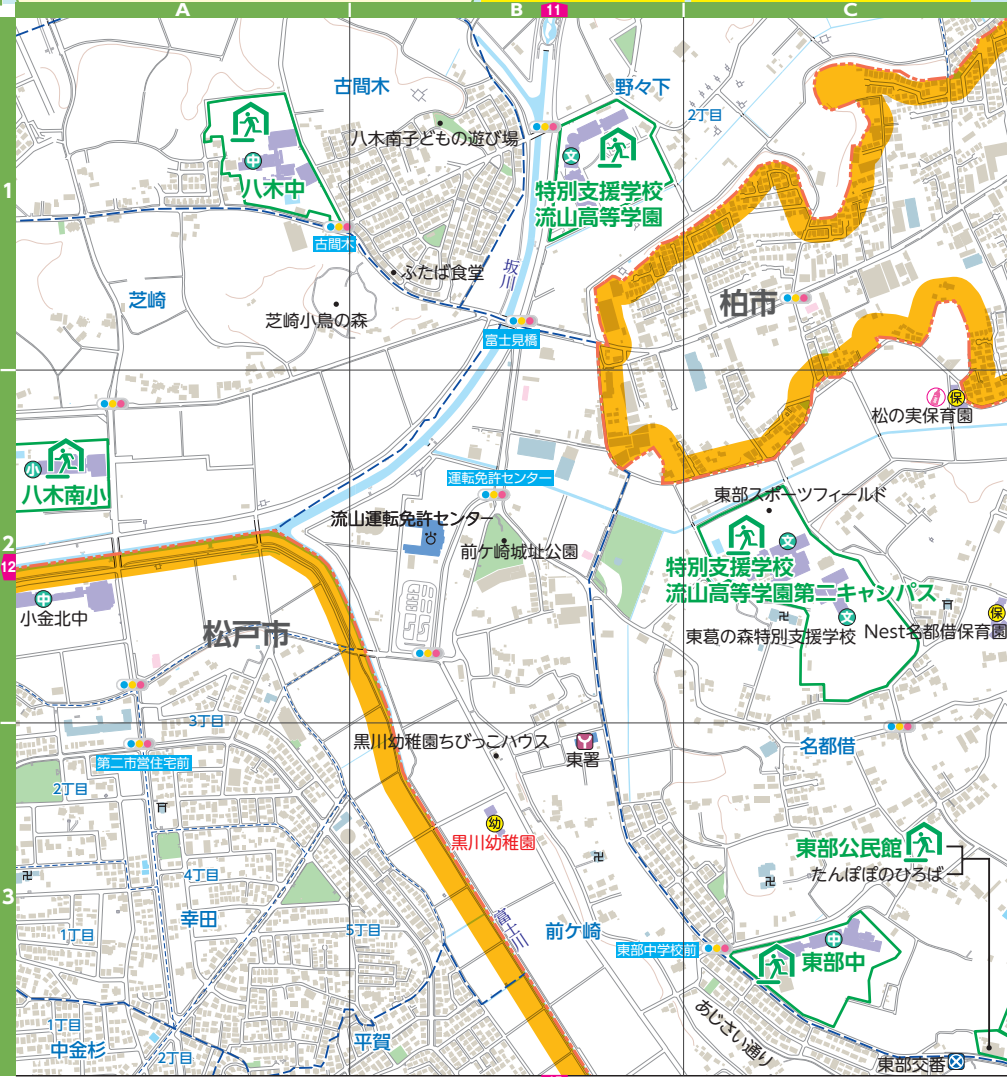 A
B
11
C
1
2
12
3
古間木
野々下
2丁目
八木南子どもの遊び場
中
八木中
文
特別支援学校
流山高等学園
古間木
ふたば食堂
坂川
芝崎
芝崎小鳥の森
柏市
富士見橋
保
松の実保育園
小
八木南小
運転免許センター
東部スポーツフィールド
流山運転免許センター
前ケ崎城址公園
文
特別支援学校
流山高等学園第二キャンパス
中
小金北中
松戸市
文
東葛の森特別支援学校
保
Nest名都借保育園
3丁目
黒川幼稚園ちびっこハウス
東署
名都借
第二市営住宅前
2丁目
幼
黒川幼稚園
東部公民館
たんぽぽのひろば
4丁目
幸田
1丁目
5丁目
富士川
前ケ崎
東部中学校前
中
東部中
あじさい通り
1丁目
中金杉
2丁目
平賀
東部交番